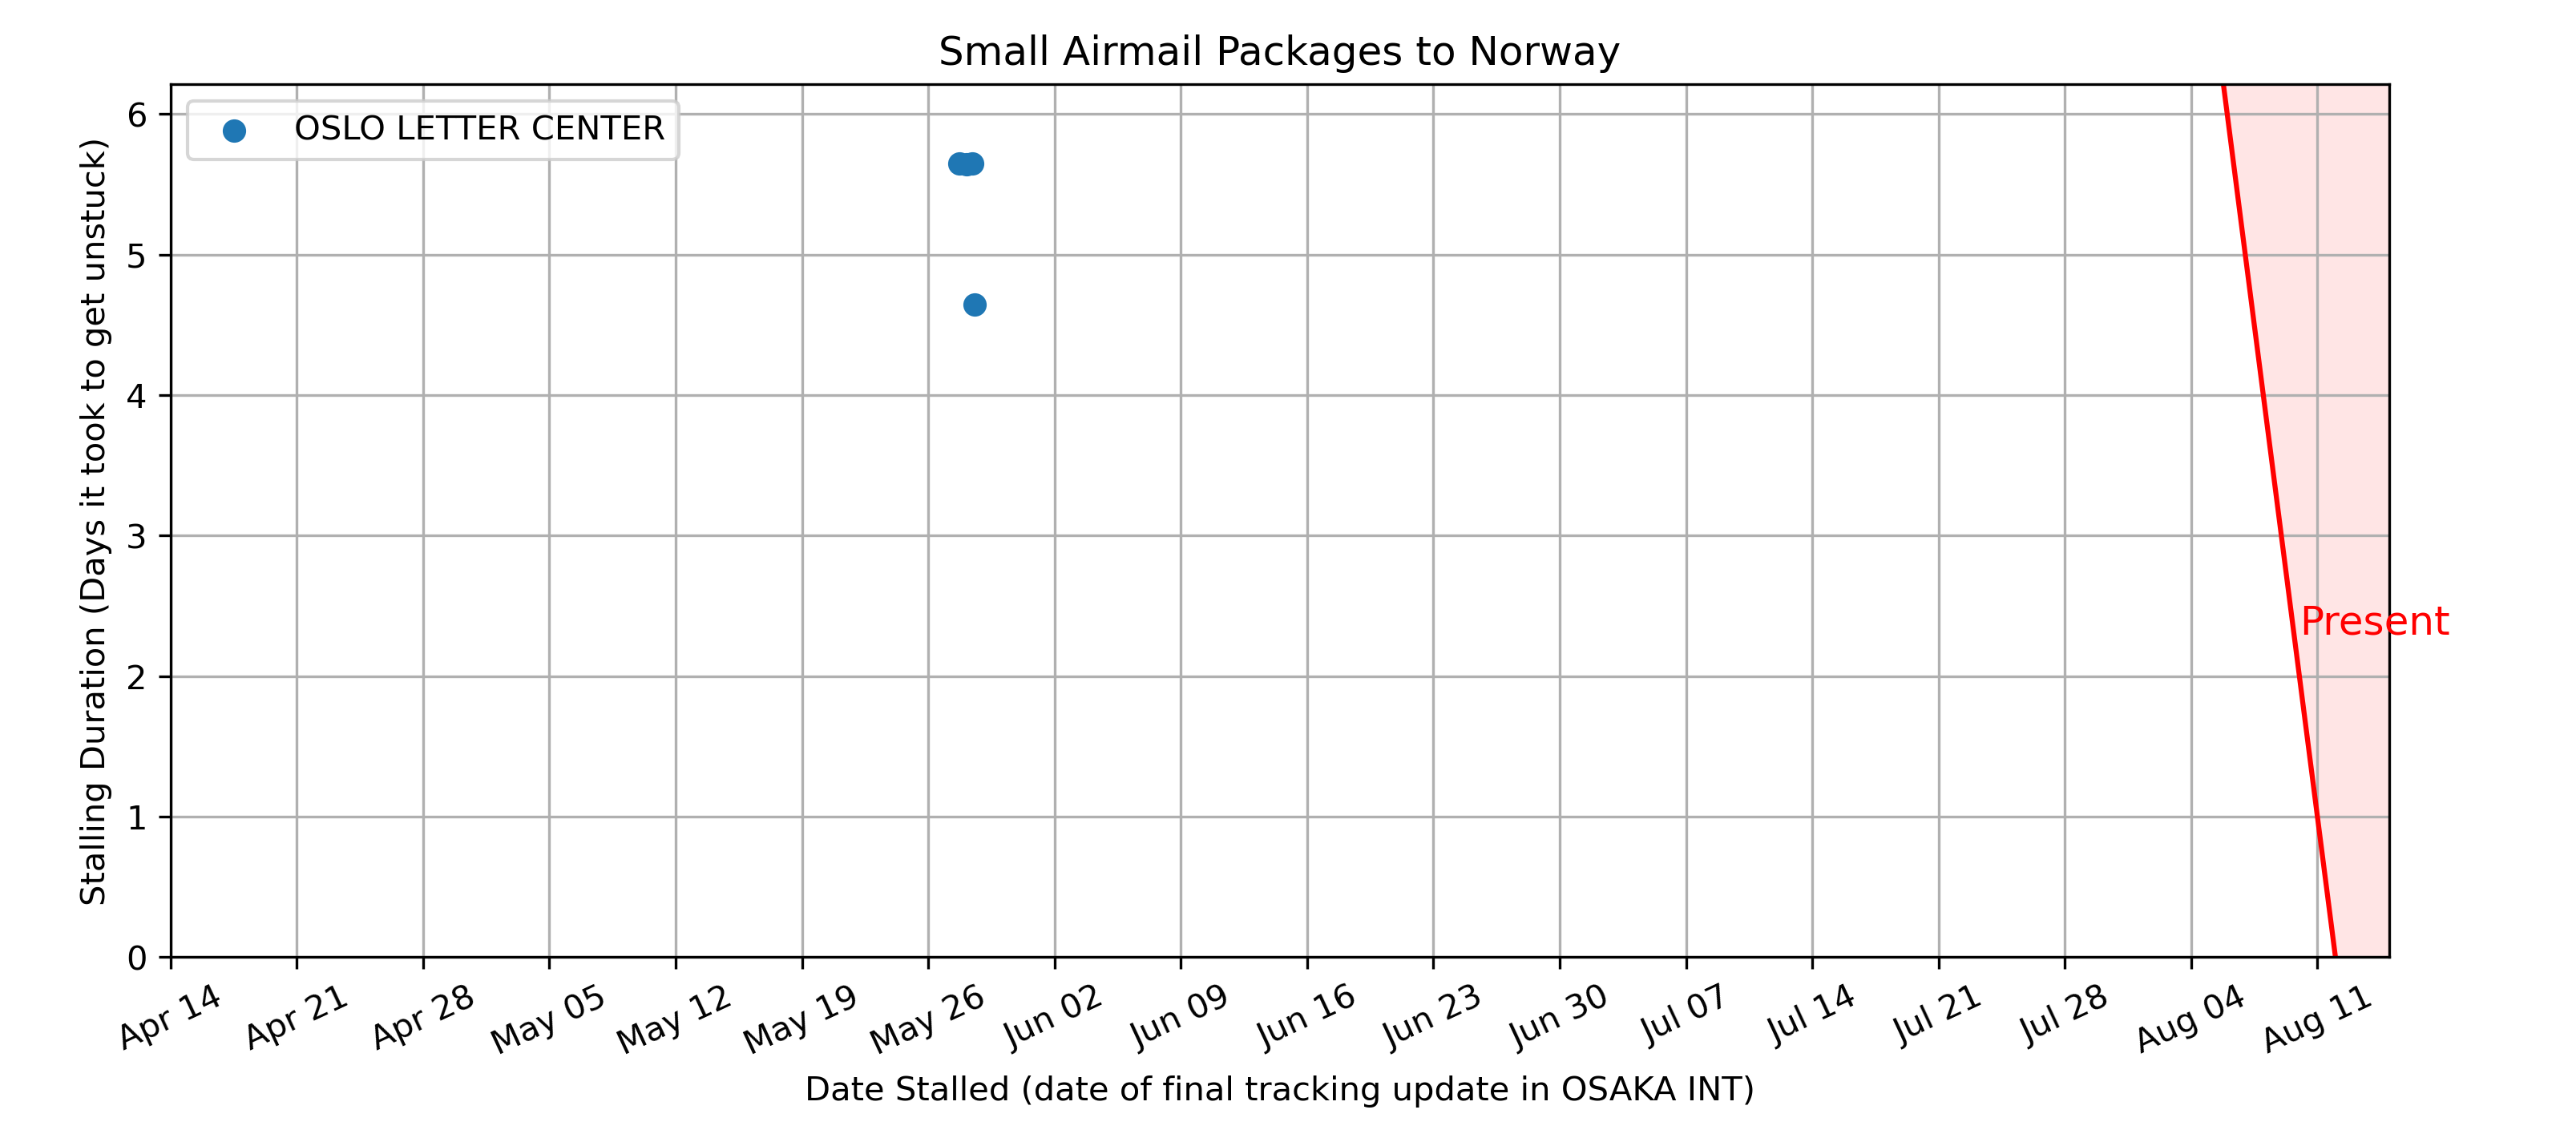 Small Airmail Packages to Norway
OSLO LETTER CENTER
Stalling Duration (Days it took to get unstuck)
6
5
4
3
2
1
0
Present
Apr 14
Apr 21
Apr 28
May 05
May 12
May 19
May 26
Jun 02
Jun 09
Jun 16
Jun 23
Jun 30
Jul 07
Jul 14
Jul 21
Jul 28
Aug 04
Aug 11
Date Stalled (date of final tracking update in OSAKA INT)